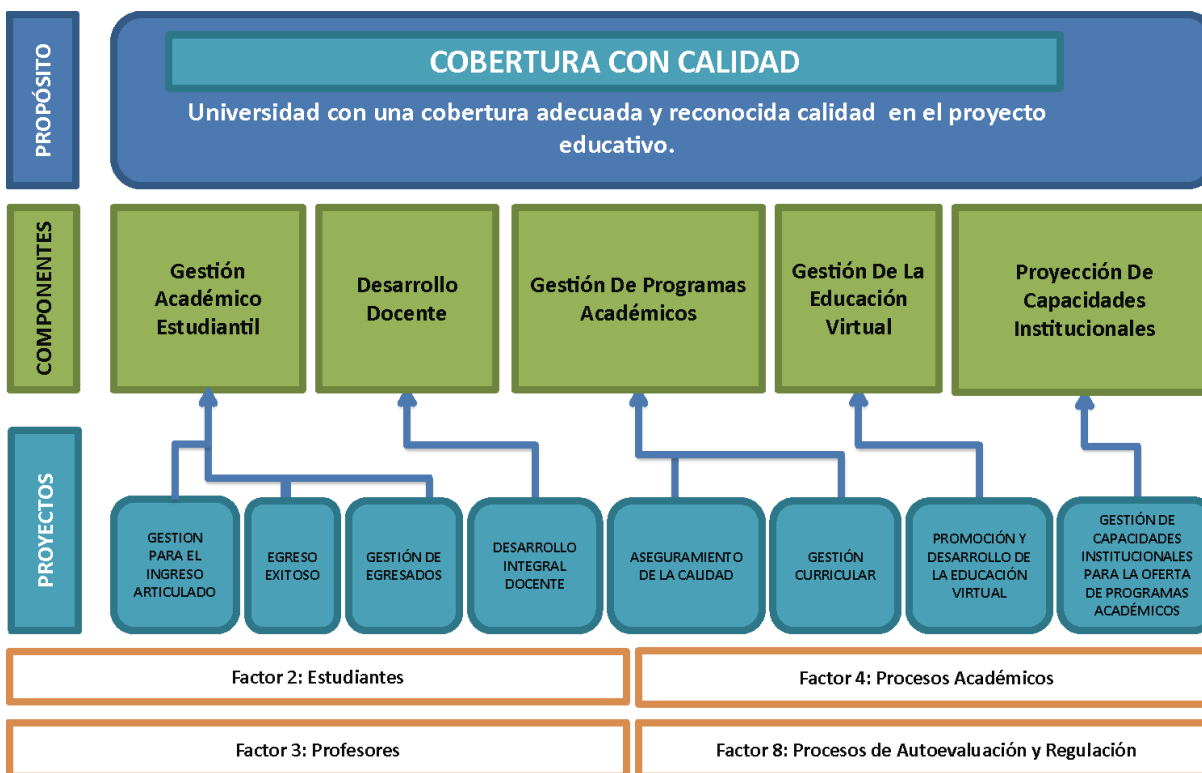 PROPÓSITO
COBERTURA CON CALIDAD
Universidad con una cobertura adecuada y reconocida calidad en el proyecto
educativo.
COMPONENTES
Gestión
Académico
Estudiantil
Desarrollo
Docente
Gestión De Programas
Académicos
Gestión De La
Educación
Virtual
Proyección De
Capacidades
Institucionales
PROYECTOS
GESTION
PARA EL
INGRESO
ARTICULADO
EGRESO
EXITOSO
GESTIÓN DE
EGRESADOS
DESARROLLO
INTEGRAL
DOCENTE
ASEGURAMIENTO
DE LA CALIDAD
GESTIÓN
CURRICULAR
PROMOCIÓN Y
DESARROLLO DE
LA EDUCACIÓN
VIRTUAL
GESTIÓN DE
CAPACIDADES
INSTITUCIONALES
PARA LA OFERTA
DE PROGRAMAS
ACADÉMICOS
Factor 2: Estudiantes
Factor 4: Procesos Académicos
Factor 3: Profesores
Factor 8: Procesos de Autoevaluación y Regulación